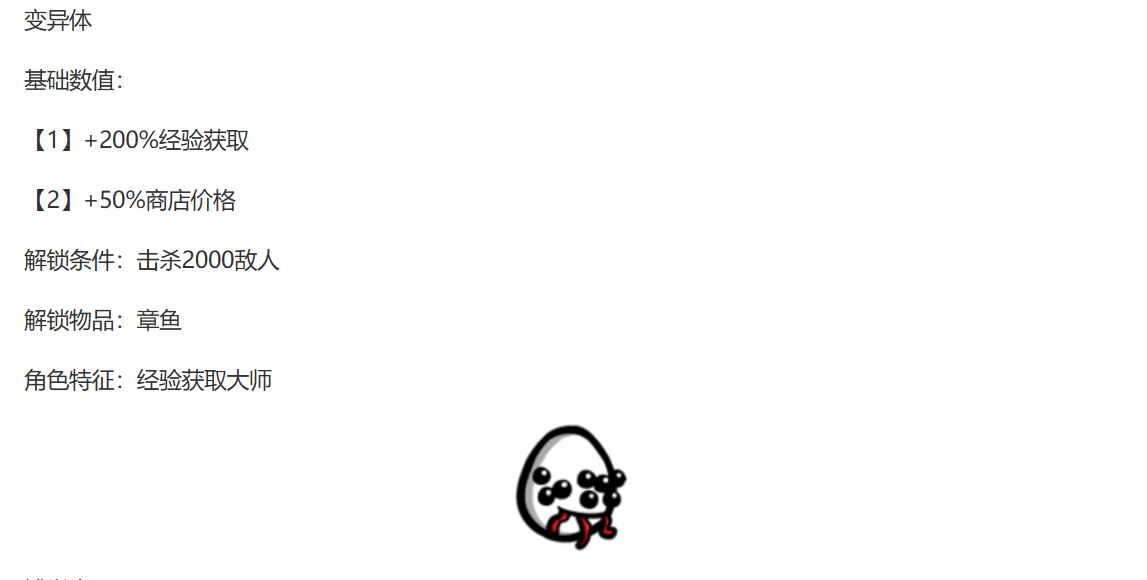 变异体
基础数值：
【1】+200%经验获取
【2】+50%商店价格
解锁条件：击杀2000敌人
解锁物品：章鱼
角色特征：经验获取大师